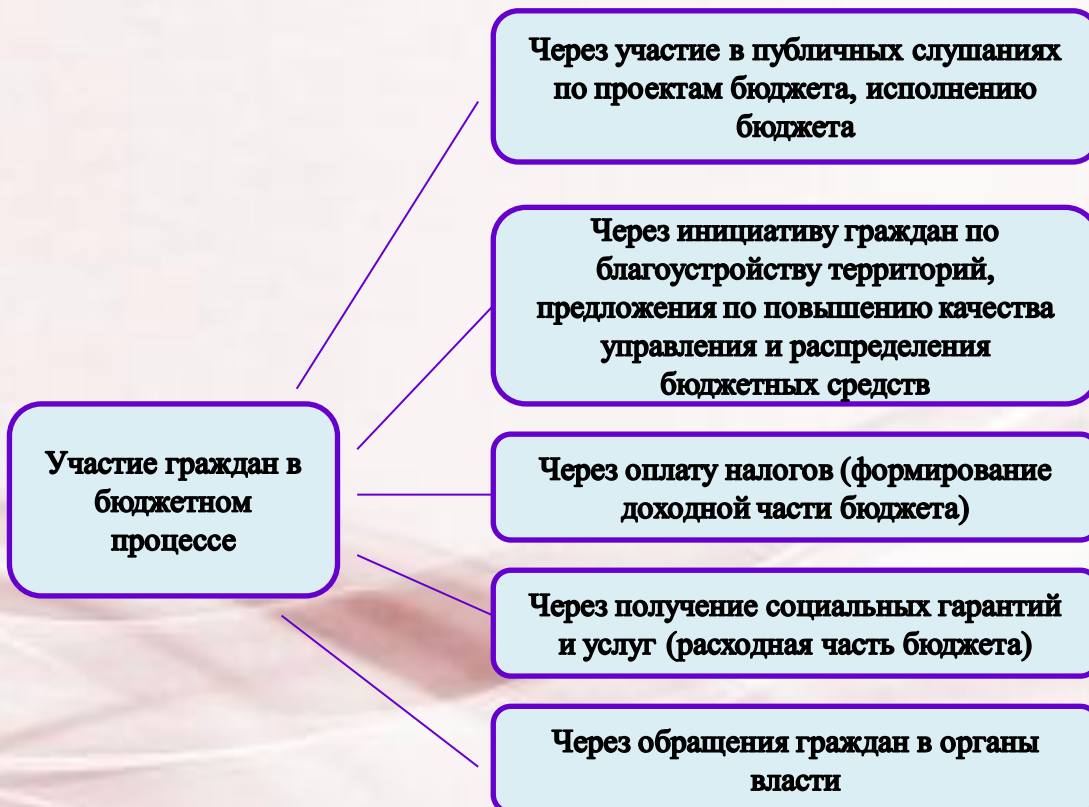 Через участие в публичных слушаниях
по проектам бюджета, исполнению
бюджета
Через инициативу граждан по
благоустройству территорий,
предложения по повышению качества
управления и распределения
бюджетных средств
Участие граждан в
бюджетном
процессе
Через оплату налогов (формирование
доходной части бюджета)
Через получение социальных гарантий
и услуг (расходная часть бюджета)
Через обращения граждан в органы
власти